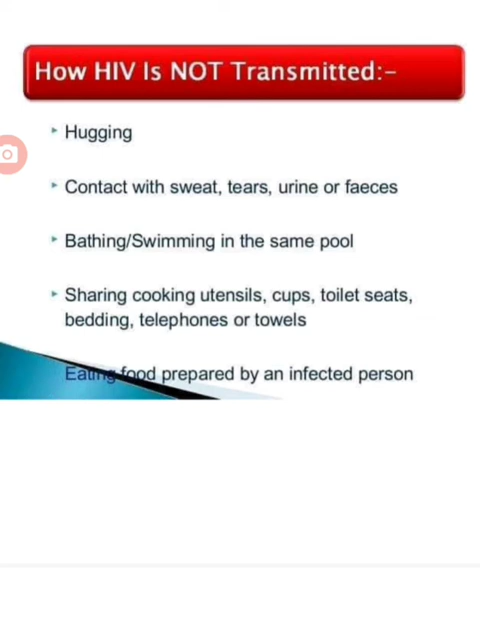 How HIV Is NOT Transmitted:-
Hugging
Contact with sweat, tears, urine or faeces
Bathing/Swimming in the same pool
Sharing cooking utensils, cups, toilet seats,
bedding, telephones or towels
Eating food prepared by an infected person